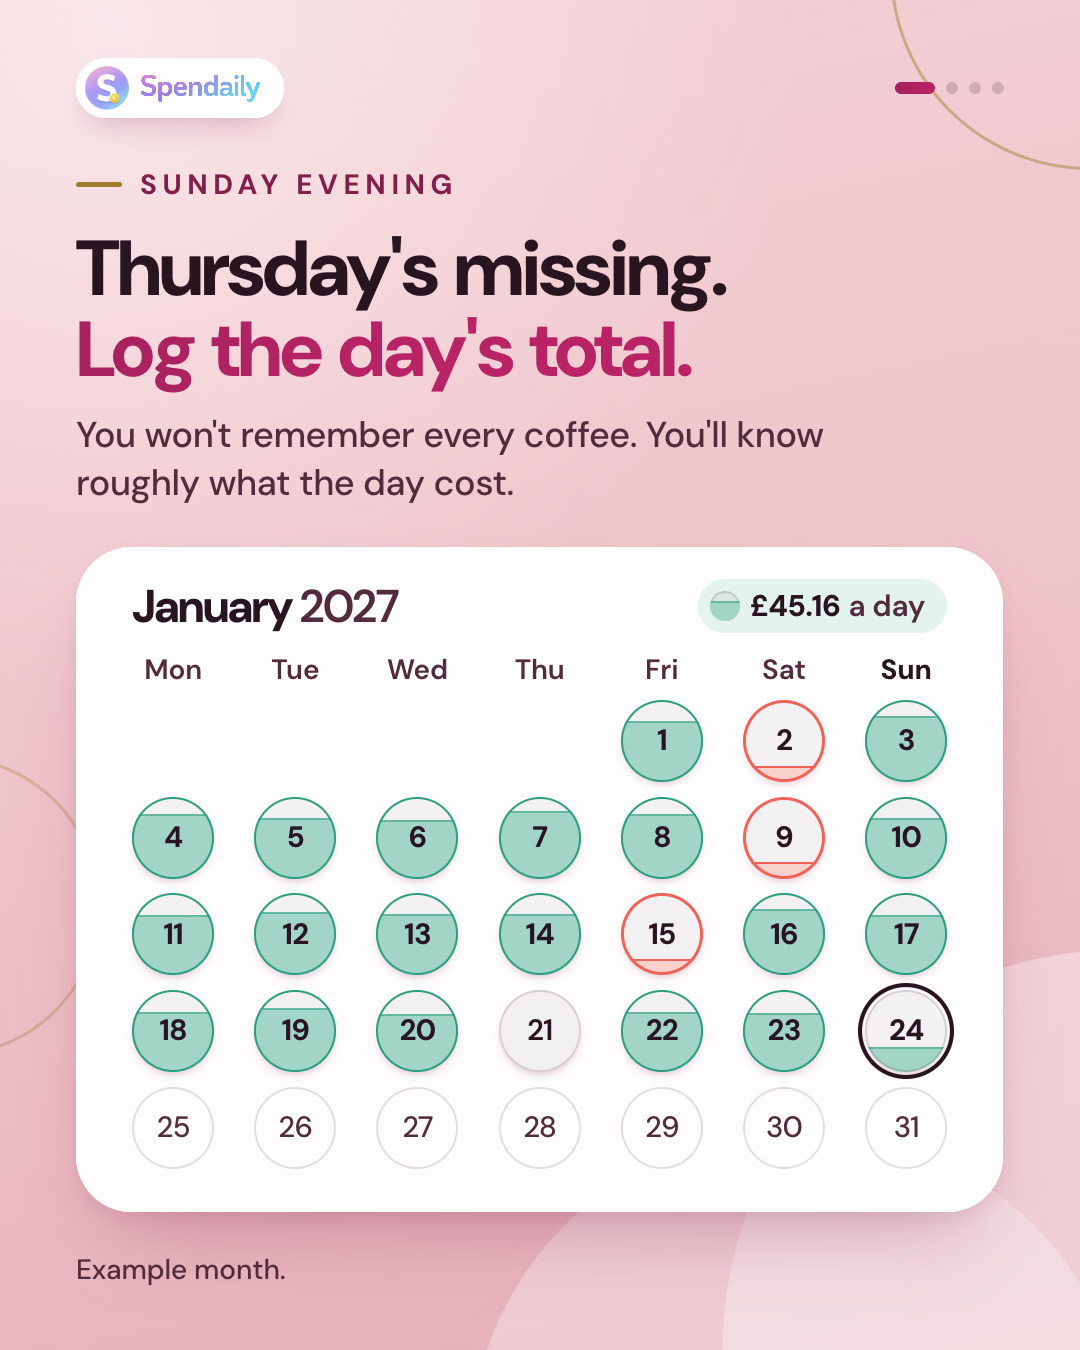 Spendaily
SUNDAY EVENING
Thursday's missing.
Log the day's total.
You won't remember every coffee. You'll know
roughly what the day cost.
January 2027
£45.16 a day
Mon Tue Wed Thu Fri Sat Sun
1 2 3
4 5 6 7 8 9 10
11 12 13 14 15 16 17
18 19 20 21 22 23 24
25 26 27 28 29 30 31
Example month.